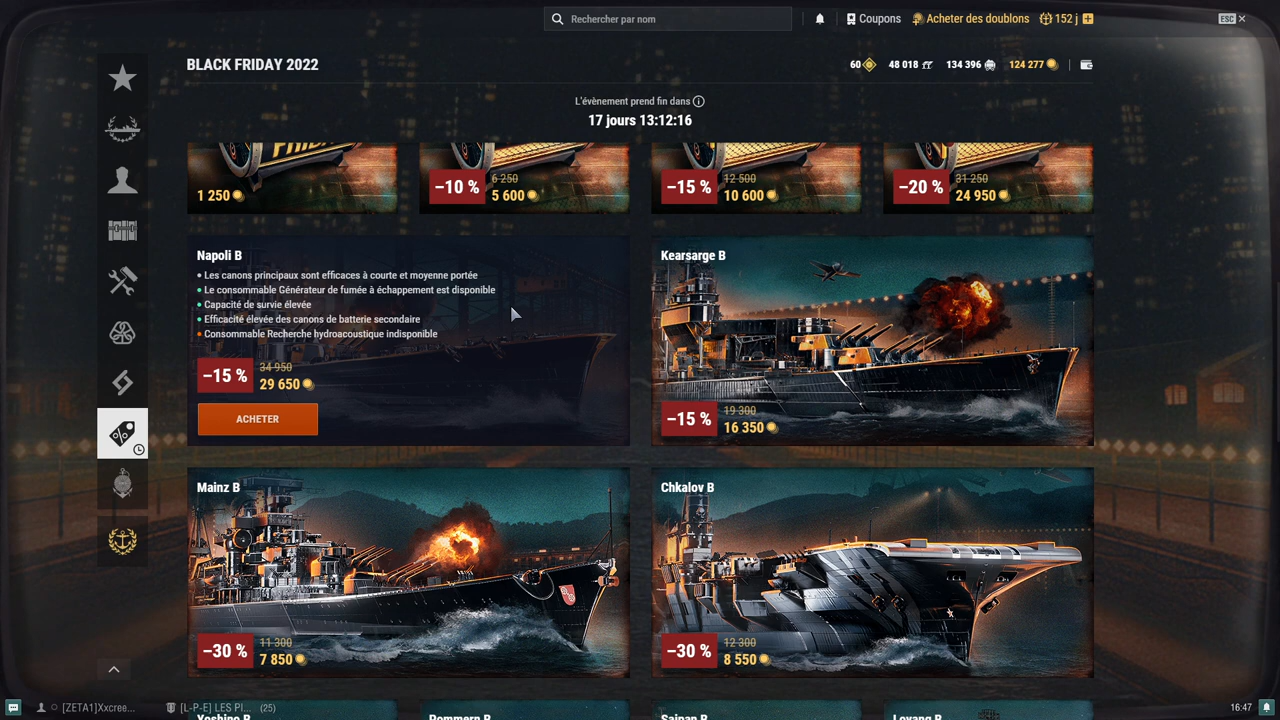 Rechercher par nom
Coupons
Acheter des doublons
152 j
ESC
BLACK FRIDAY 2022
60
48 018
134 396
124 277
L'évènement prend fin dans
17 jours 13:12:16
1 250
-10 %
6 250
5 600
-15 %
12 500
10 600
-20 %
31 250
24 950
Napoli B
• Les canons principaux sont efficaces à courte et moyenne portée
• Le consommable Générateur de fumée à échappement est disponible
• Capacité de survie élevée
• Efficacité élevée des canons de batterie secondaire
• Consommable Recherche hydroacoustique indisponible
-15 %
34 950
29 650
ACHETER
Kearsarge B
-15 %
19 300
16 350
Mainz B
-30 %
11 300
7 850
Chkalov B
-30 %
12 300
8 550
Yoshino B
Pommern B
Saipan B
Loyang B
[ZETA1]Xxcree...
[L-P-E] LES PI...
(25)
16:47